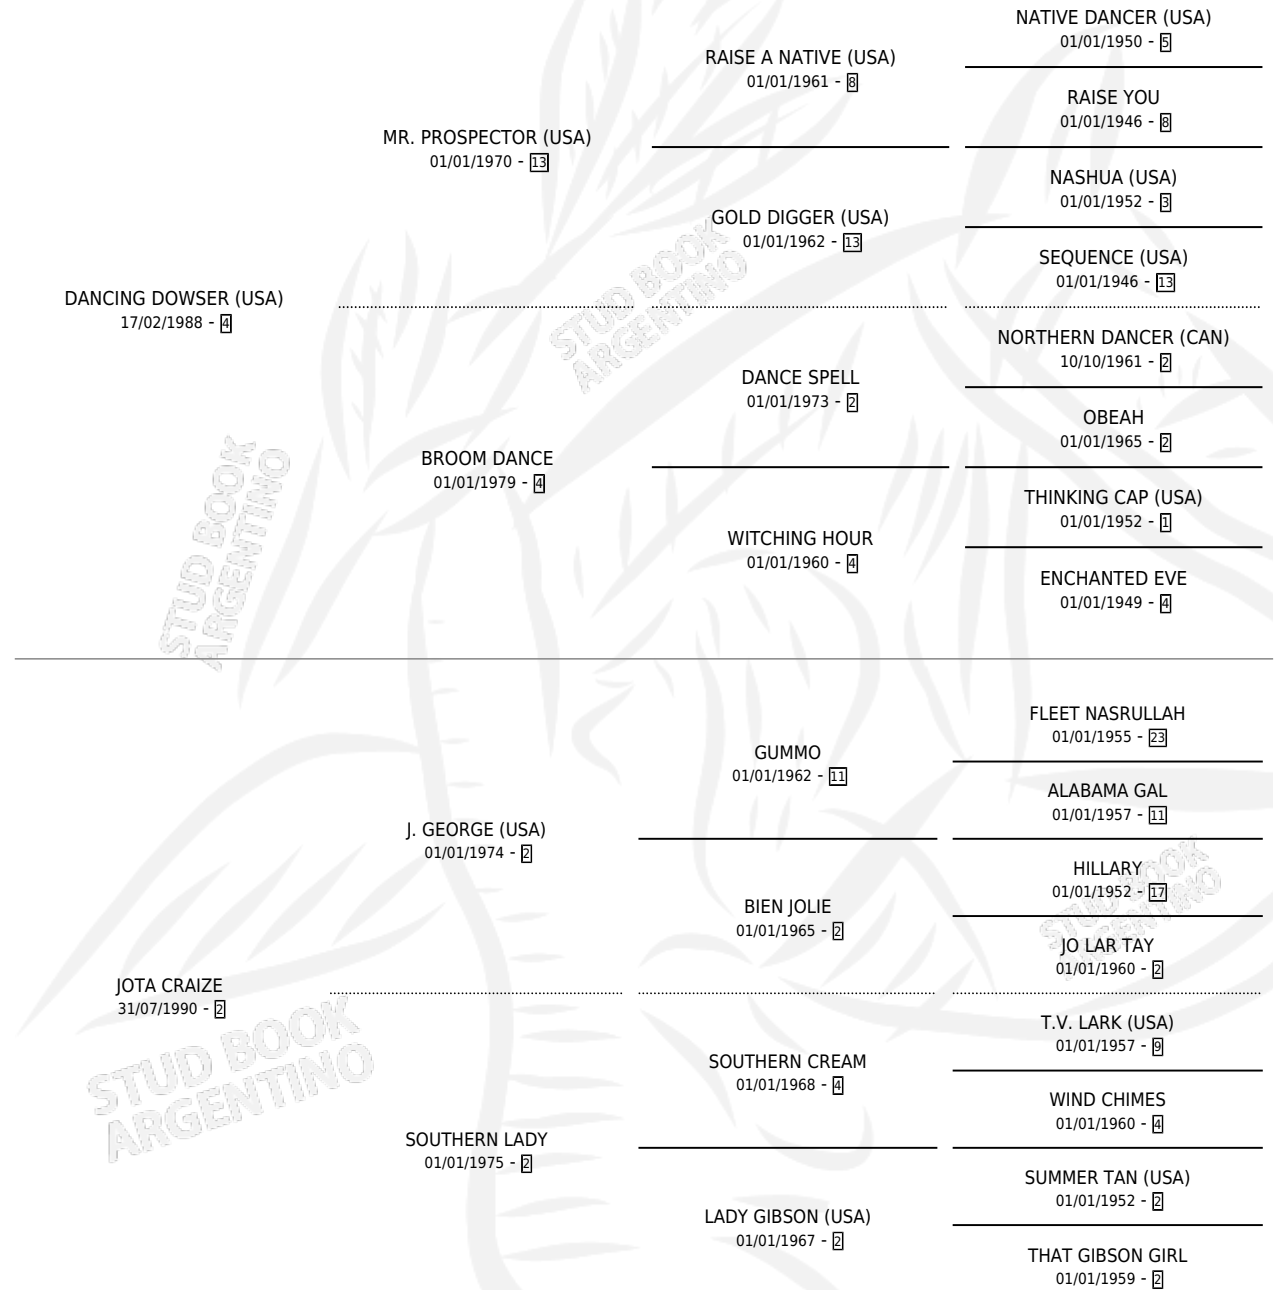 NATIVE DANCER (USA)
01/01/1950 - 5
RAISE A NATIVE (USA)
01/01/1961 - 8
RAISE YOU
01/01/1946 - 8
MR. PROSPECTOR (USA)
01/01/1970 - 13
NASHUA (USA)
01/01/1952 - 3
GOLD DIGGER (USA)
01/01/1962 - 13
SEQUENCE (USA)
01/01/1946 - 13
DANCING DOWSER (USA)
17/02/1988 - 4
STUD BOOK
ARGENTINO
NORTHERN DANCER (CAN)
10/10/1961 - 2
DANCE SPELL
01/01/1973 - 2
OBEAH
01/01/1965 - 2
BROOM DANCE
01/01/1979 - 4
THINKING CAP (USA)
01/01/1952 - 1
WITCHING HOUR
01/01/1960 - 4
ENCHANTED EVE
01/01/1949 - 4
STUD BOOK
ARGENTINO
FLEET NASRULLAH
01/01/1955 - 23
GUMMO
01/01/1962 - 11
ALABAMA GAL
01/01/1957 - 11
J. GEORGE (USA)
01/01/1974 - 2
HILLARY
01/01/1952 - 17
STUD BOOK
ARGENTINO
BIEN JOLIE
01/01/1965 - 2
JO LAR TAY
01/01/1960 - 2
JOTA CRAIZE
31/07/1990 - 2
STUD BOOK
ARGENTINO
T.V. LARK (USA)
01/01/1957 - 9
SOUTHERN CREAM
01/01/1968 - 4
WIND CHIMES
01/01/1960 - 4
SOUTHERN LADY
01/01/1975 - 2
SUMMER TAN (USA)
01/01/1952 - 2
LADY GIBSON (USA)
01/01/1967 - 2
THAT GIBSON GIRL
01/01/1959 - 2